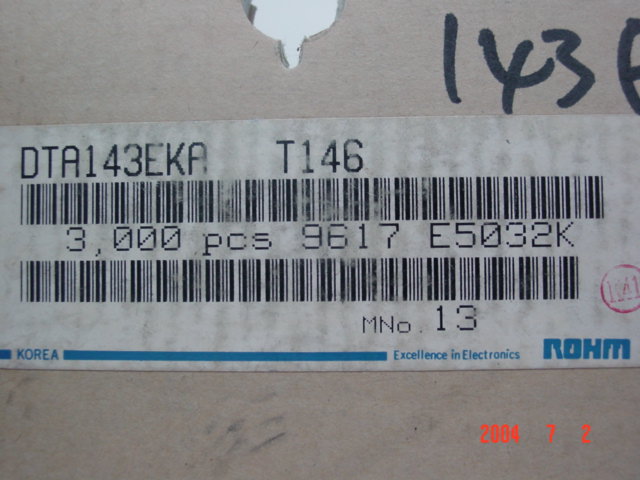 143
DTA143EKA T146
3,000 pcs 9617 E5032K
MNo. 13
KOREA Excellence in Electronics ROHM
2004 7 2